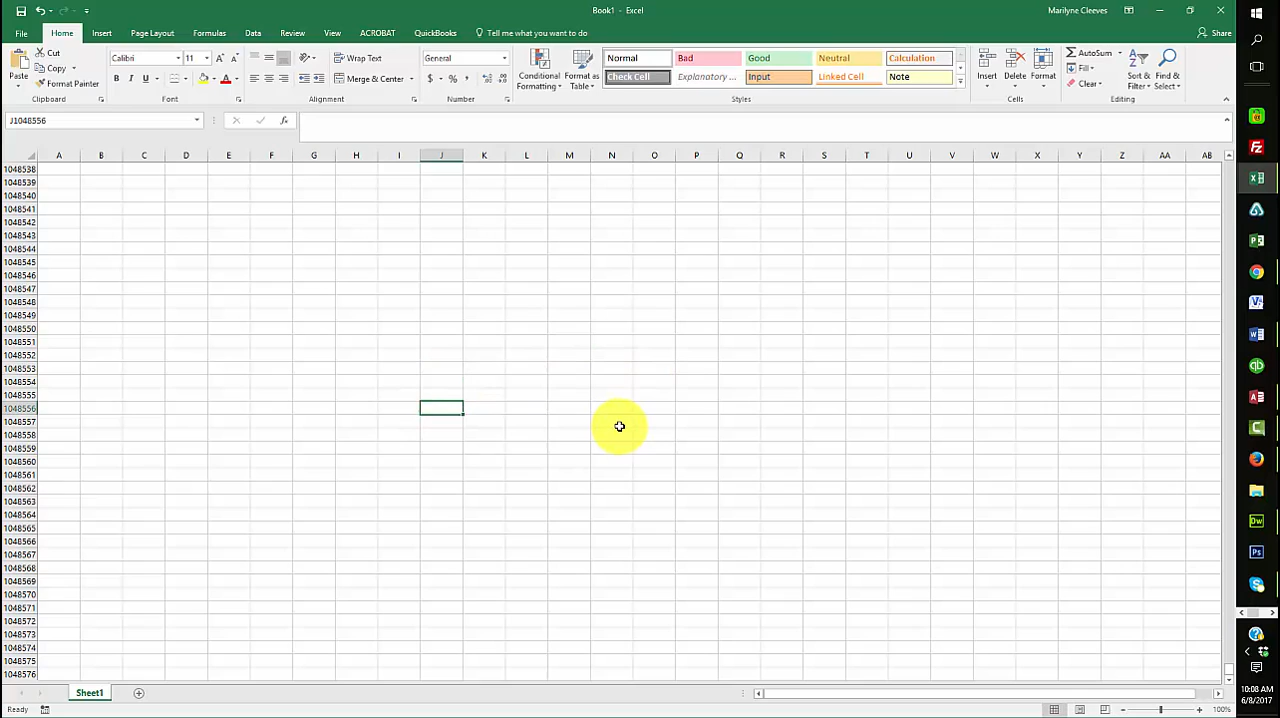 Book1 - Excel
Marilyne Cleeves
File Home Insert Page Layout Formulas Data Review View ACROBAT QuickBooks Tell me what you want to do
Share
Paste
Cut
Copy
Format Painter
Clipboard
Calibri 11
B I U
Font
Wrap Text
Merge & Center
Alignment
General
$ % ,
Number
Conditional Formatting
Format as Table
Normal Bad Good Neutral Calculation
Check Cell Explanatory ... Input Linked Cell Note
Styles
Insert Delete Format
Cells
AutoSum
Fill
Clear
Sort & Filter
Find & Select
Editing
J1048556
fx
A B C D E F G H I J K L M N O P Q R S T U V W X Y Z AA AB
1048538
1048539
1048540
1048541
1048542
1048543
1048544
1048545
1048546
1048547
1048548
1048549
1048550
1048551
1048552
1048553
1048554
1048555
1048556
1048557
1048558
1048559
1048560
1048561
1048562
1048563
1048564
1048565
1048566
1048567
1048568
1048569
1048570
1048571
1048572
1048573
1048574
1048575
1048576
Sheet1
Ready
100%
10:08 AM
6/8/2017